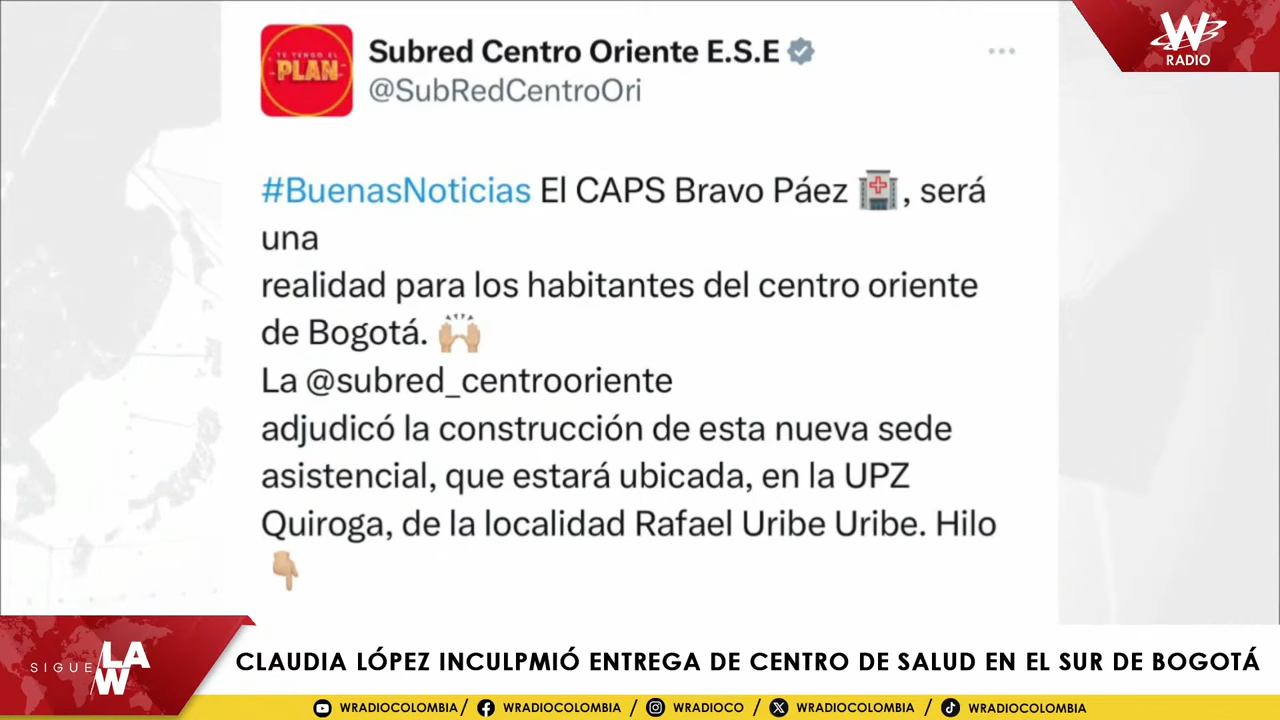 TE TENGO EL
PLAN
Subred Centro Oriente E.S.E
@SubRedCentroOri
W
RADIO
#BuenasNoticias El CAPS Bravo Páez 🏥, será
una
realidad para los habitantes del centro oriente
de Bogotá. 🙌🏼
La @subred_centrooriente
adjudicó la construcción de esta nueva sede
asistencial, que estará ubicada, en la UPZ
Quiroga, de la localidad Rafael Uribe Uribe. Hilo
👇🏼
SIGUE LA W
CLAUDIA LÓPEZ INCULPMIÓ ENTREGA DE CENTRO DE SALUD EN EL SUR DE BOGOTÁ
WRADIOCOLOMBIA / WRADIOCOLOMBIA / WRADIOCO / WRADIOCOLOMBIA / WRADIOCOLOMBIA